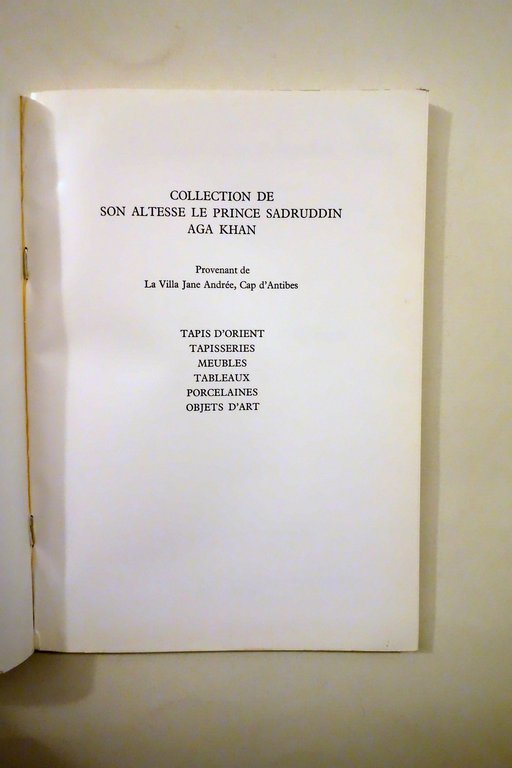 COLLECTION DE
SON ALTESSE LE PRINCE SADRUDDIN
AGA KHAN
Provenant de
La Villa Jane Andrée, Cap d'Antibes
TAPIS D'ORIENT
TAPISSERIES
MEUBLES
TABLEAUX
PORCELAINES
OBJETS D'ART